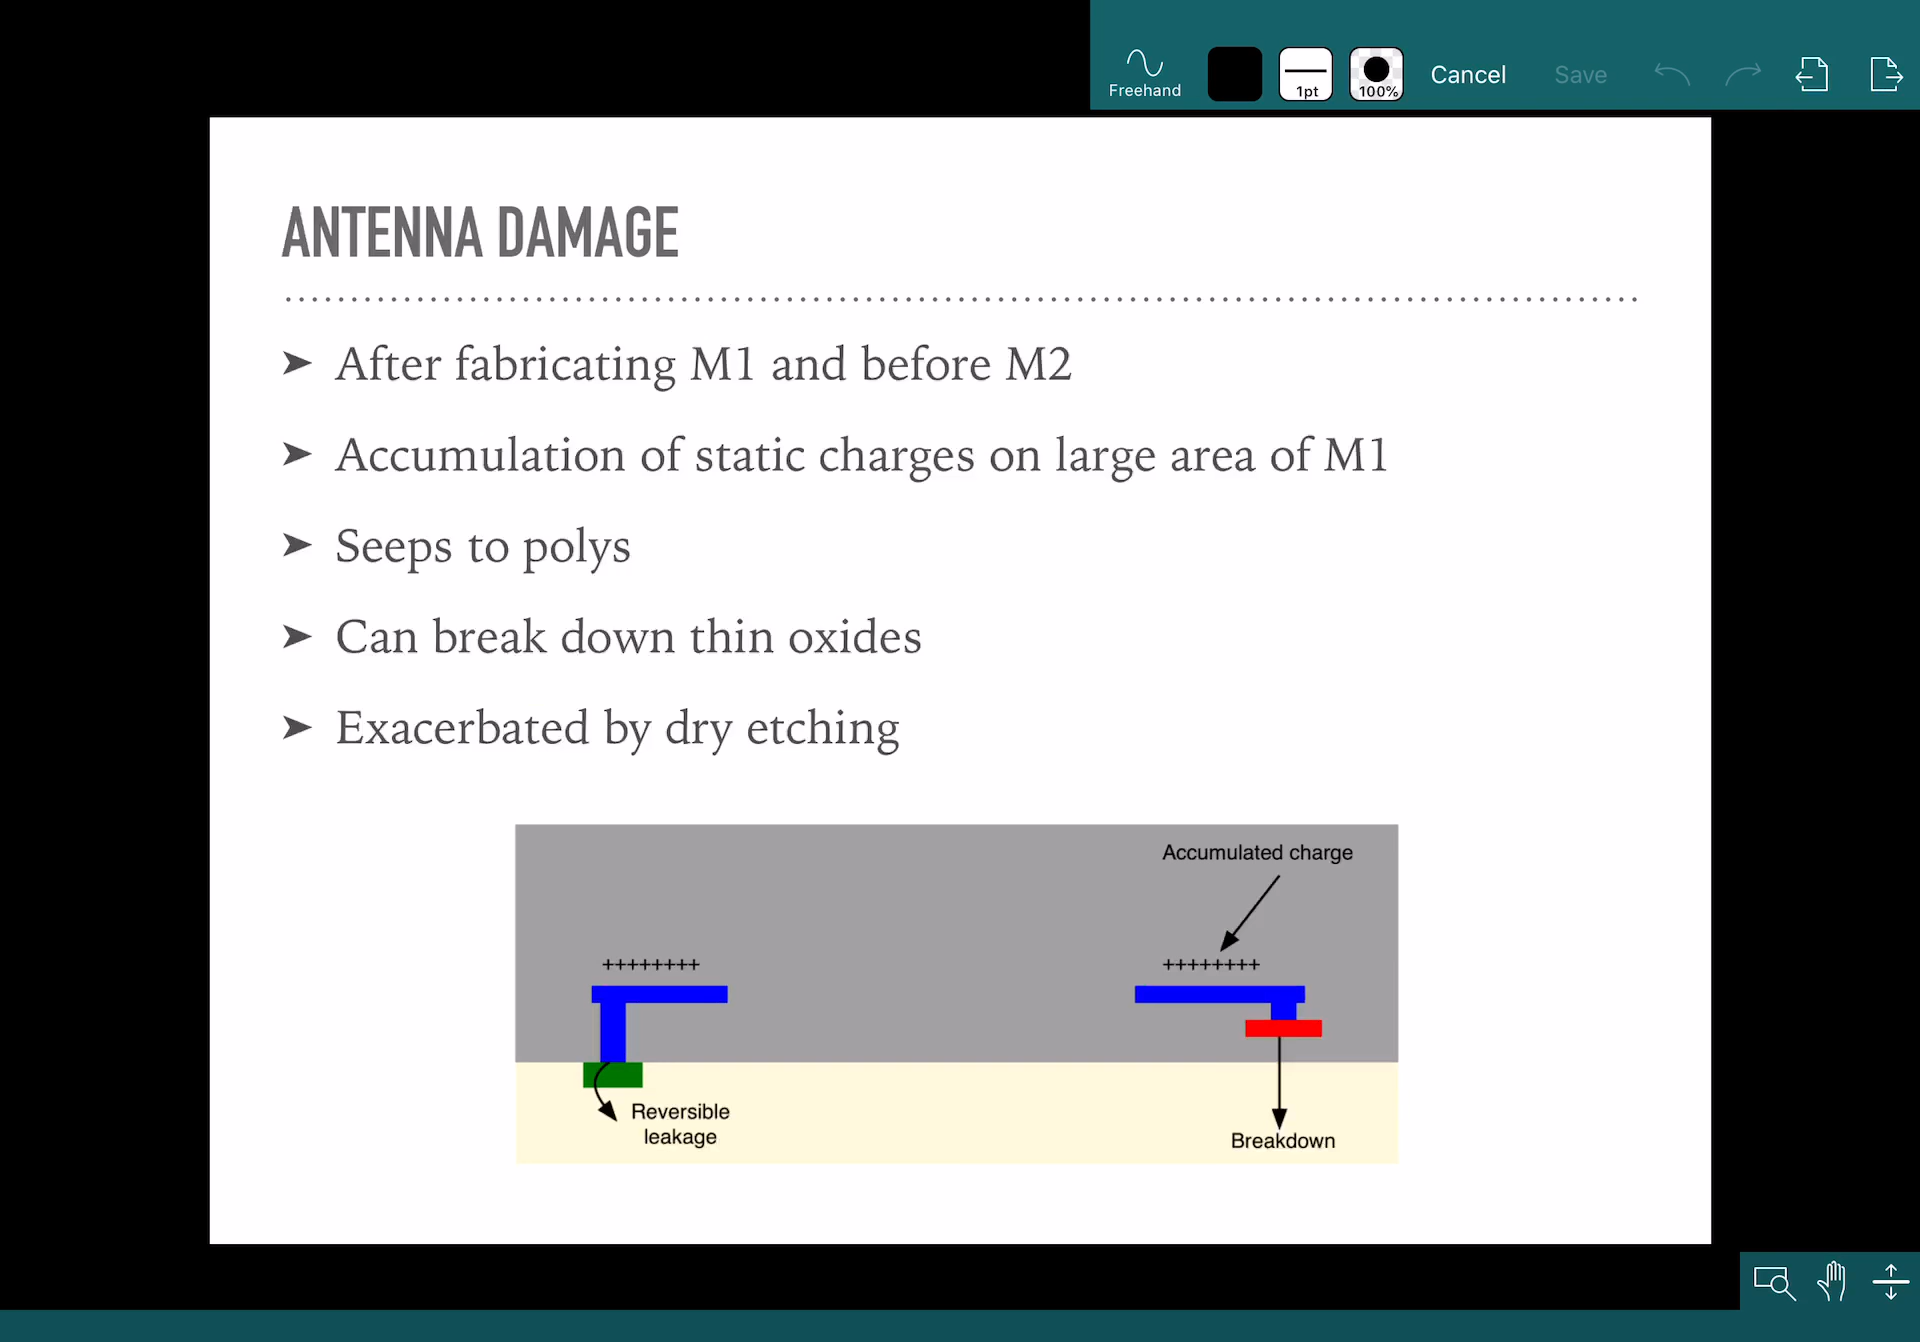 Freehand
1pt
100%
Cancel
Save
ANTENNA DAMAGE
➤ After fabricating M1 and before M2
➤ Accumulation of static charges on large area of M1
➤ Seeps to polys
➤ Can break down thin oxides
➤ Exacerbated by dry etching
Accumulated charge
++++++++
++++++++
Reversible
leakage
Breakdown